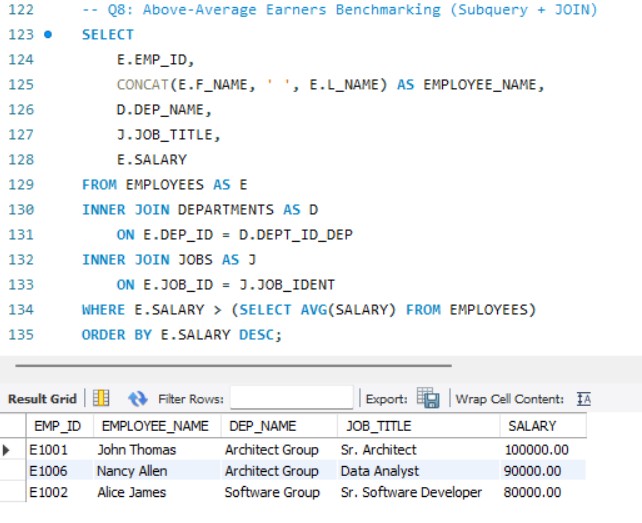 122 -- Q8: Above-Average Earners Benchmarking (Subquery + JOIN)
123 SELECT
124 E.EMP_ID,
125 CONCAT(E.F_NAME, ' ', E.L_NAME) AS EMPLOYEE_NAME,
126 D.DEP_NAME,
127 J.JOB_TITLE,
128 E.SALARY
129 FROM EMPLOYEES AS E
130 INNER JOIN DEPARTMENTS AS D
131 ON E.DEP_ID = D.DEPT_ID_DEP
132 INNER JOIN JOBS AS J
133 ON E.JOB_ID = J.JOB_IDENT
134 WHERE E.SALARY > (SELECT AVG(SALARY) FROM EMPLOYEES)
135 ORDER BY E.SALARY DESC;
Result Grid Filter Rows: Export: Wrap Cell Content: IA
EMP_ID EMPLOYEE_NAME DEP_NAME JOB_TITLE SALARY
E1001 John Thomas Architect Group Sr. Architect 100000.00
E1006 Nancy Allen Architect Group Data Analyst 90000.00
E1002 Alice James Software Group Sr. Software Developer 80000.00